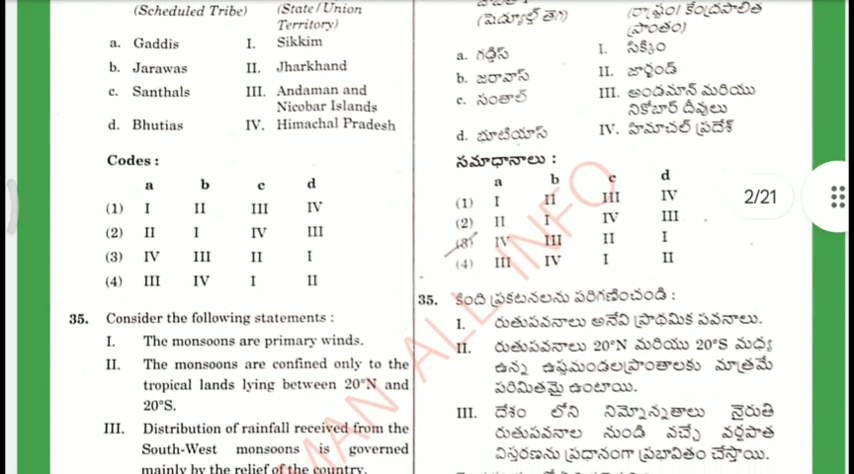 (Scheduled Tribe) (State/Union
Territory)
a. Gaddis I. Sikkim
b. Jarawas II. Jharkhand
c. Santhals III. Andaman and
Nicobar Islands
d. Bhutias IV. Himachal Pradesh
Codes :
a b c d
(1) I II III IV
(2) II I IV III
(3) IV III II I
(4) III IV I II
35. Consider the following statements :
I. The monsoons are primary winds.
II. The monsoons are confined only to the
tropical lands lying between 20°N and
20°S.
III. Distribution of rainfall received from the
South-West monsoons is governed
mainly by the relief of the country.
(షెడ్యూల్డ్ తెగ) (రాష్ట్రం/ కేంద్రపాలిత
ప్రాంతం)
a. గడ్డిస్ I. సిక్కిం
b. జరావాస్ II. జార్ఖండ్
c. సంతాల్ III. అండమాన్ మరియు
నికోబార్ దీవులు
d. భూటియాస్ IV. హిమాచల్ ప్రదేశ్
సమాధానాలు :
a b c d
(1) I II III IV
(2) II I IV III
(3) IV III II I
(4) III IV I II
35. కింది ప్రకటనలను పరిగణించండి :
I. రుతుపవనాలు అనేవి ప్రాథమిక పవనాలు.
II. రుతుపవనాలు 20°N మరియు 20°S మధ్య
ఉన్న ఉష్ణమండలప్రాంతాలకు మాత్రమే
పరిమితమై ఉంటాయి.
III. దేశం లోని నిమ్నోన్నతాలు నైరుతి
రుతుపవనాల నుండి వచ్చే వర్షపాత
విస్తరణను ప్రధానంగా ప్రభావితం చేస్తాయి.
2/21
MAN ALL INFO